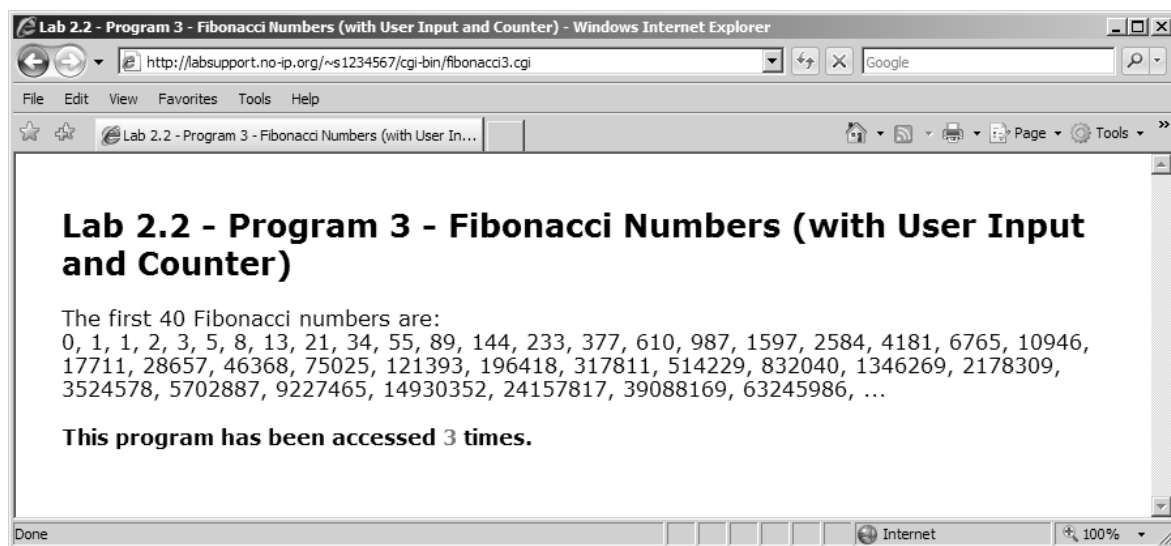 Lab 2.2 - Program 3 - Fibonacci Numbers (with User Input and Counter) - Windows Internet Explorer
http://labsupport.no-ip.org/~s1234567/cgi-bin/fibonacci3.cgi
Google
File Edit View Favorites Tools Help
Lab 2.2 - Program 3 - Fibonacci Numbers (with User In...
Page Tools »
Lab 2.2 - Program 3 - Fibonacci Numbers (with User Input
and Counter)
The first 40 Fibonacci numbers are:
0, 1, 1, 2, 3, 5, 8, 13, 21, 34, 55, 89, 144, 233, 377, 610, 987, 1597, 2584, 4181, 6765, 10946,
17711, 28657, 46368, 75025, 121393, 196418, 317811, 514229, 832040, 1346269, 2178309,
3524578, 5702887, 9227465, 14930352, 24157817, 39088169, 63245986, ...
This program has been accessed 3 times.
Done
Internet
100%